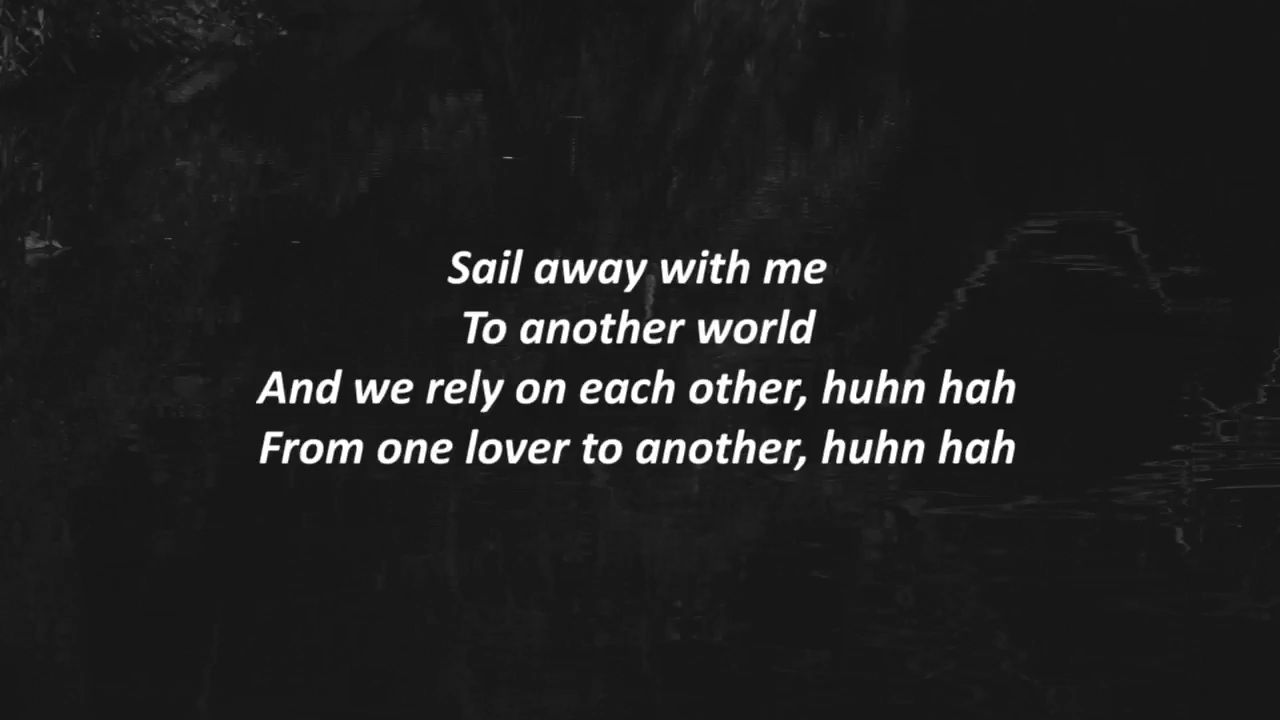 Sail away with me
To another world
And we rely on each other, huhn hah
From one lover to another, huhn hah